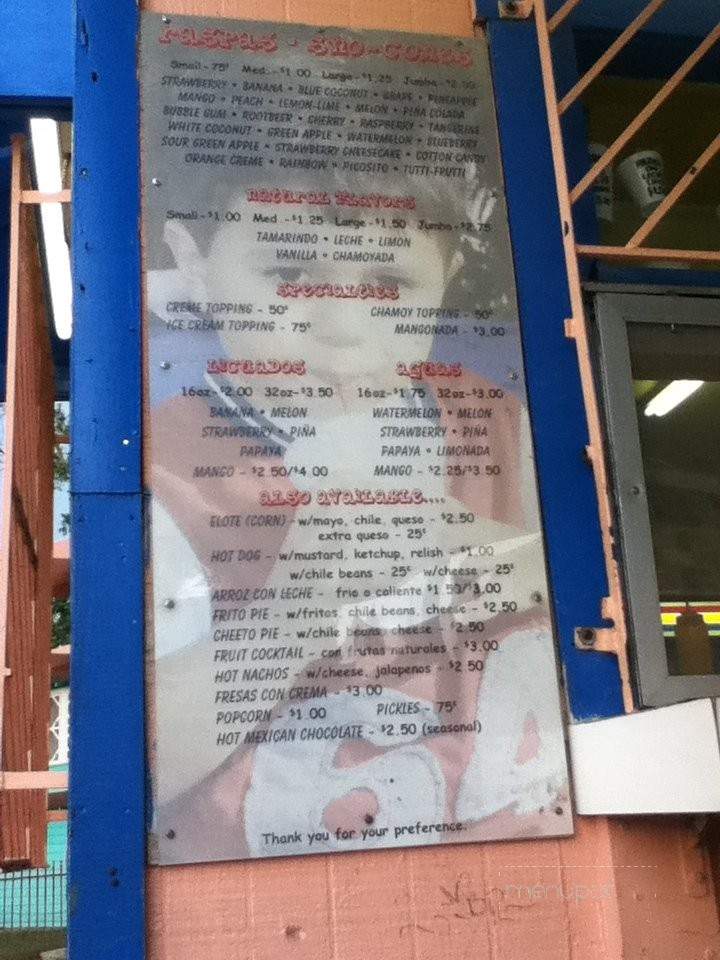 RASPAS • SNO-CONES
Small - 75¢ Med. - $1.00 Large - $1.25 Jumbo - $2.50
STRAWBERRY • BANANA • BLUE COCONUT • GRAPE • PINEAPPLE
MANGO • PEACH • LEMON-LIME • MELON • PIÑA COLADA
BUBBLE GUM • ROOTBEER • CHERRY • RASPBERRY • TANGERINE
WHITE COCONUT • GREEN APPLE • WATERMELON • BLUEBERRY
SOUR GREEN APPLE • STRAWBERRY CHEESECAKE • COTTON CANDY
ORANGE CREME • RAINBOW • PICOSITO • TUTTI-FRUTTI
NATURAL FLAVORS
Small - $1.00 Med. - $1.25 Large - $1.50 Jumbo - $2.75
TAMARINDO • LECHE • LIMON
VANILLA • CHAMOYADA
SPECIALTIES
CREME TOPPING - 50¢ CHAMOY TOPPING - 50¢
ICE CREAM TOPPING - 75¢ MANGONADA - $3.00
LICUADOS AGUAS
16oz - $2.00 32oz - $3.50 16oz - $1.75 32oz - $3.00
BANANA • MELON WATERMELON • MELON
STRAWBERRY • PIÑA STRAWBERRY • PIÑA
PAPAYA PAPAYA • LIMONADA
MANGO - $2.50/$4.00 MANGO - $2.25/$3.50
ALSO AVAILABLE....
ELOTE (CORN) - w/mayo, chile, queso - $2.50
extra queso - 25¢
HOT DOG - w/mustard, ketchup, relish - $1.00
w/chile beans - 25¢ w/cheese - 25¢
ARROZ CON LECHE - frio o caliente $1.50/$3.00
FRITO PIE - w/fritos, chile beans, cheese - $2.50
CHEETO PIE - w/chile beans, cheese - $2.50
FRUIT COCKTAIL - con frutas naturales - $3.00
HOT NACHOS - w/cheese, jalapenos - $2.50
FRESAS CON CREMA - $3.00
POPCORN - $1.00 PICKLES - 75¢
HOT MEXICAN CHOCOLATE - $2.50 (seasonal)
Thank you for your preference.
menupix